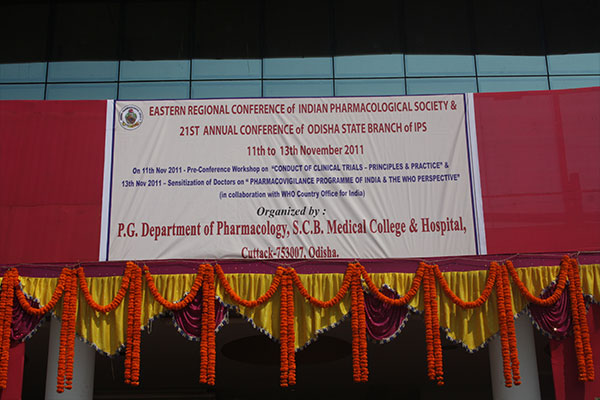 EASTERN REGIONAL CONFERENCE of INDIAN PHARMACOLOGICAL SOCIETY &
21ST ANNUAL CONFERENCE of ODISHA STATE BRANCH of IPS
11th to 13th November 2011
On 11th Nov 2011 - Pre-Conference Workshop on "CONDUCT OF CLINICAL TRIALS - PRINCIPLES & PRACTICE" &
13th Nov 2011 – Sensitization of Doctors on " PHARMACOVIGILANCE PROGRAMME OF INDIA & THE WHO PERSPECTIVE"
(in collaboration with WHO Country Office for India)
Organized by :
P.G. Department of Pharmacology, S.C.B. Medical College & Hospital,
Cuttack-753007, Odisha.